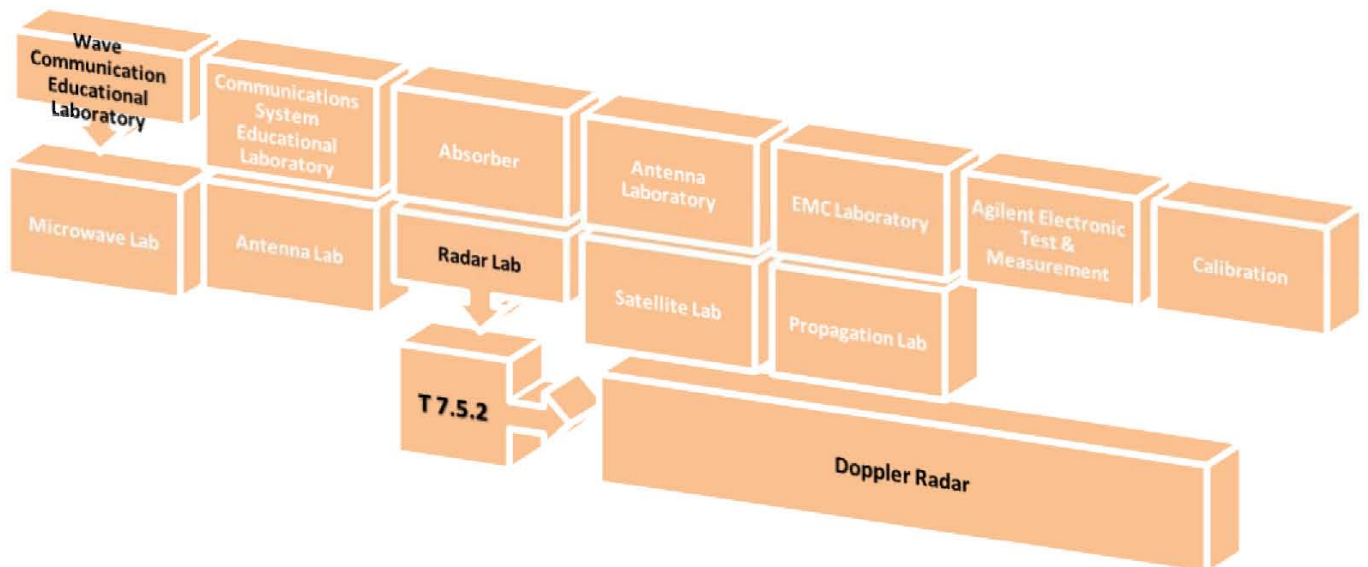 Wave
Communication
Educational
Laboratory
Communications
System
Educational
Laboratory
Absorber
Antenna
Laboratory
EMC Laboratory
Agilent Electronic
Test &
Measurement
Calibration
Microwave Lab
Antenna Lab
Radar Lab
Satellite Lab
Propagation Lab
T 7.5.2
Doppler Radar